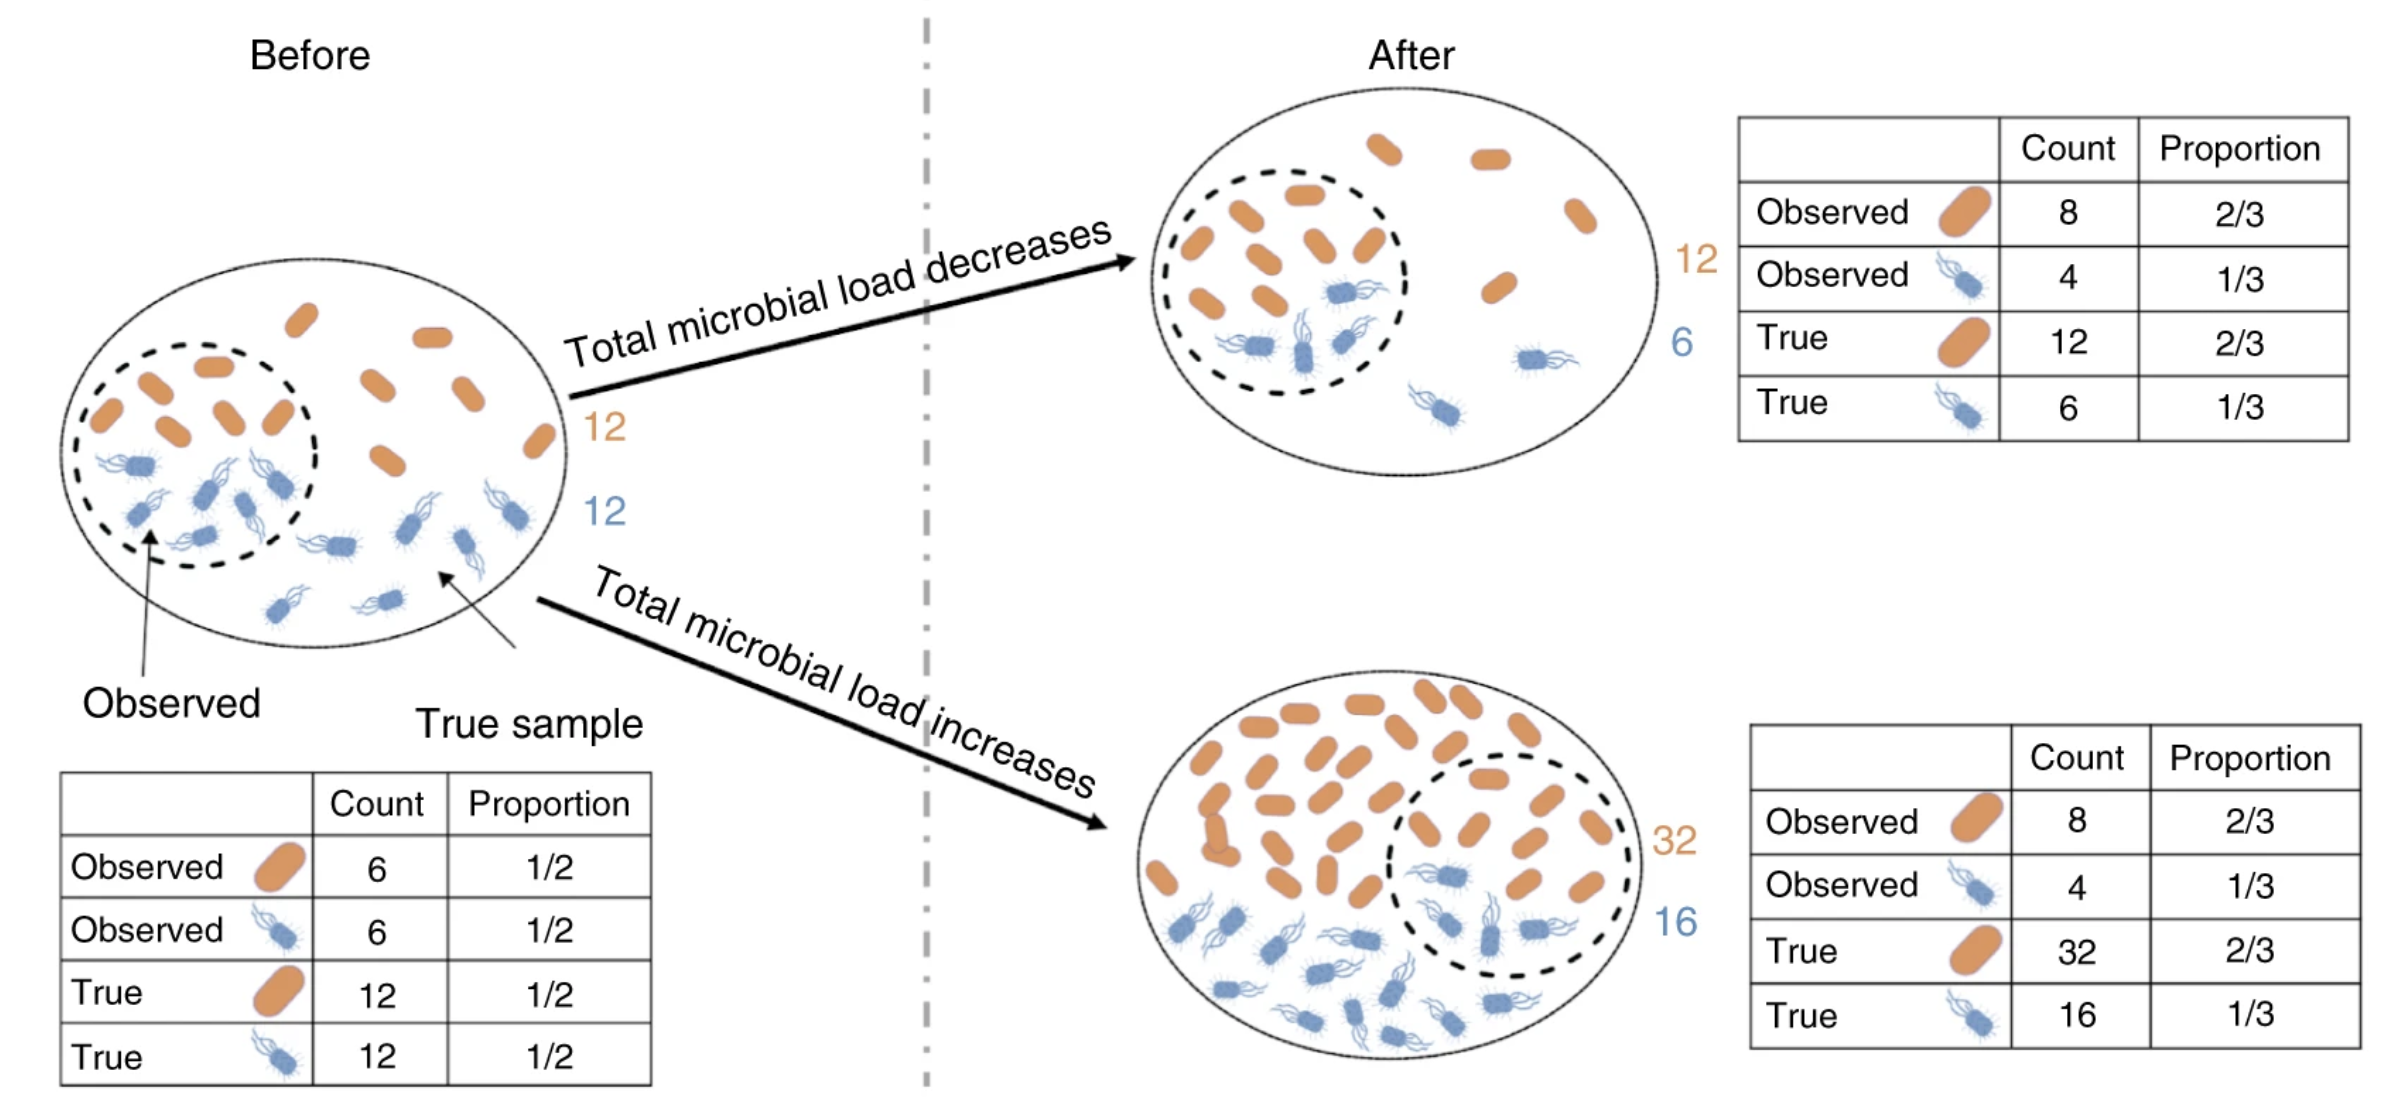 Before
After
Total microbial load decreases
Total microbial load increases
12
12
Observed
True sample
Count Proportion
Observed 6 1/2
Observed 6 1/2
True 12 1/2
True 12 1/2
12
6
Count Proportion
Observed 8 2/3
Observed 4 1/3
True 12 2/3
True 6 1/3
32
16
Count Proportion
Observed 8 2/3
Observed 4 1/3
True 32 2/3
True 16 1/3